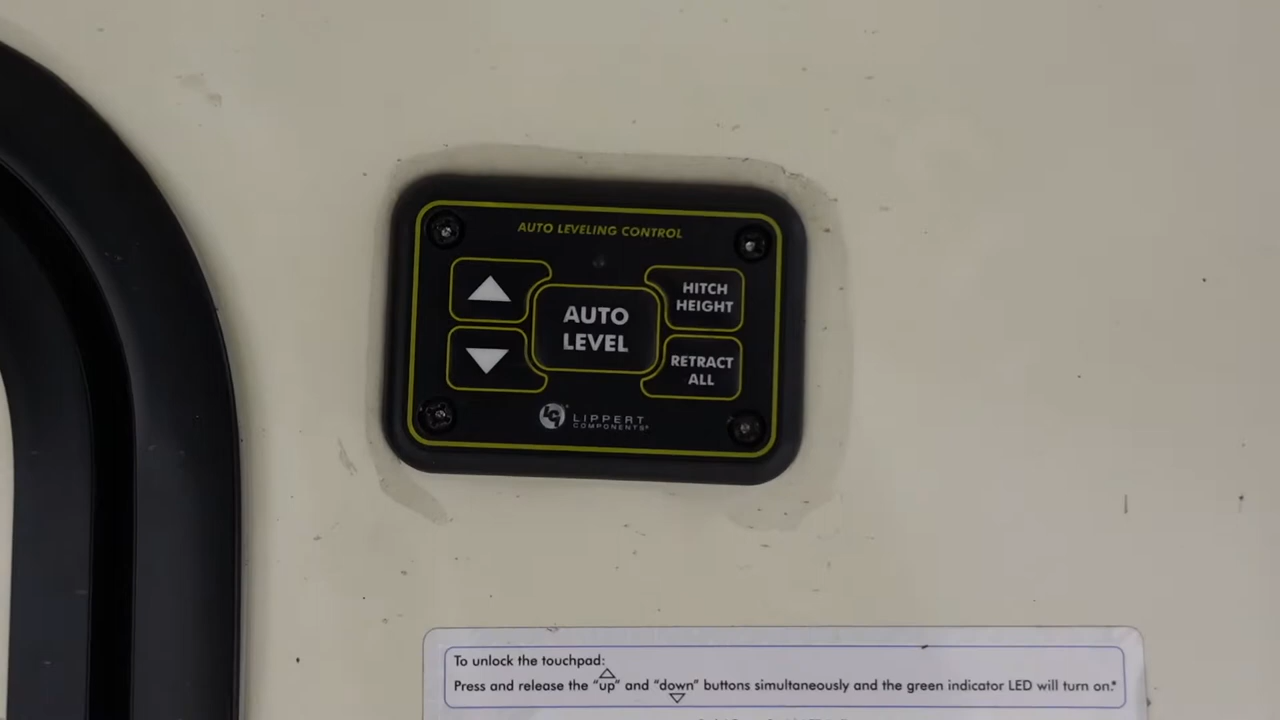 AUTO LEVELING CONTROL
AUTO
LEVEL
HITCH
HEIGHT
RETRACT
ALL
LIPPERT
COMPONENTS®
To unlock the touchpad:
Press and release the “up” and “down” buttons simultaneously and the green indicator LED will turn on.*